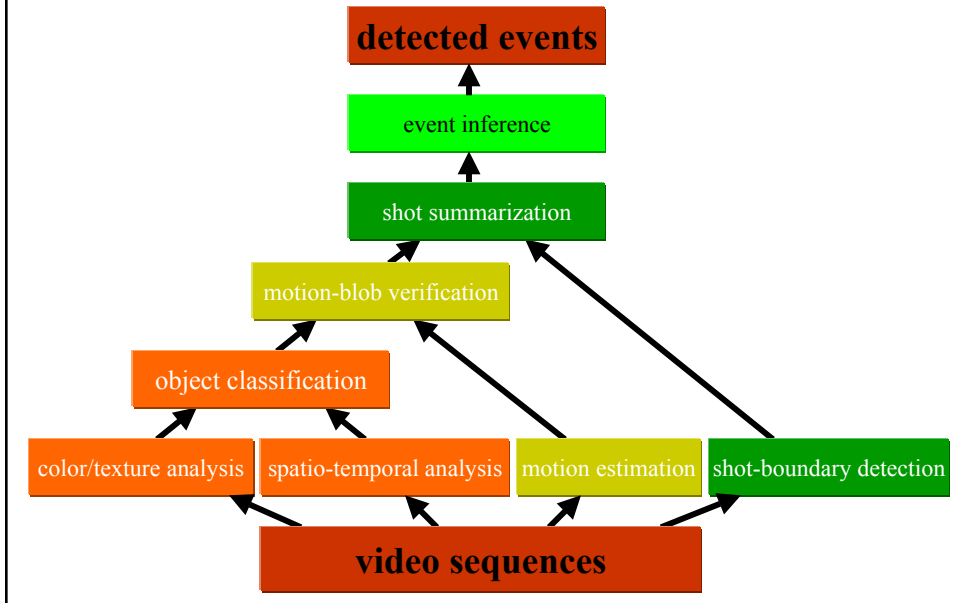 detected events
event inference
shot summarization
motion-blob verification
object classification
color/texture analysis
spatio-temporal analysis
motion estimation
shot-boundary detection
video sequences